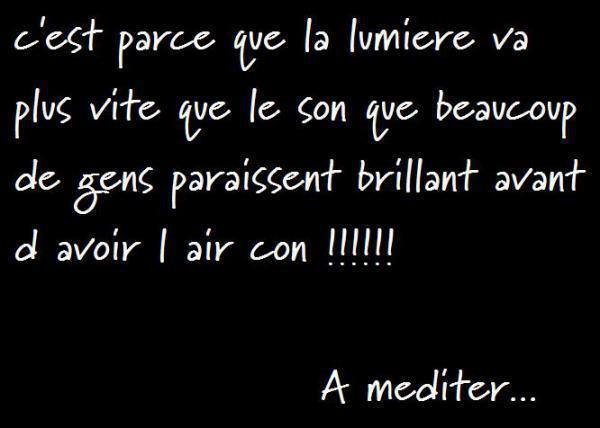 c'est parce que la lumiere va
plus vite que le son que beaucoup
de gens paraissent brillant avant
d avoir l air con !!!!!!
A mediter...